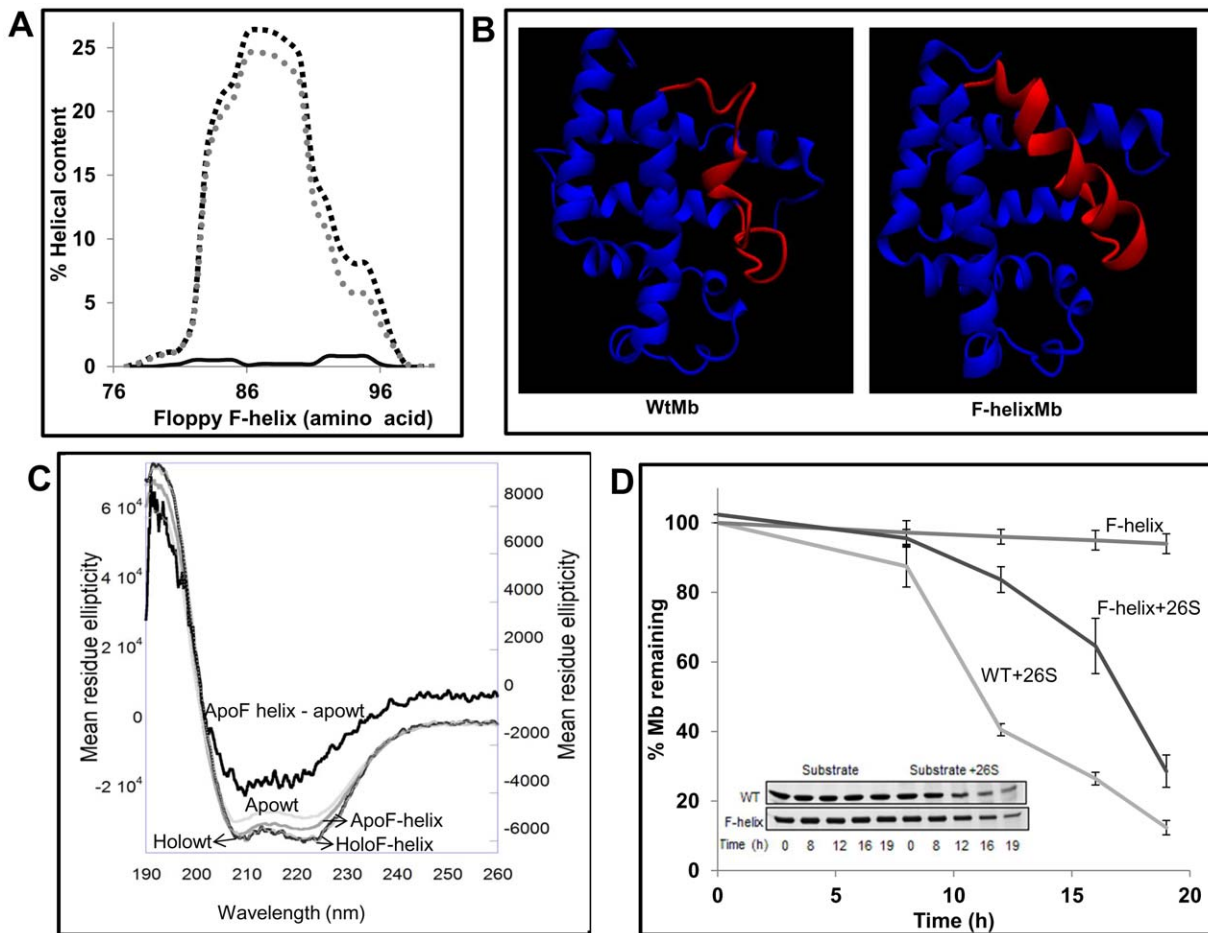 A
% Helical content
25
20
15
10
5
0
76 86 96
Floppy F-helix (amino acid)
B
WtMb
F-helixMb
C
Mean residue ellipticity
6 10⁴
4 10⁴
2 10⁴
0
-2 10⁴
8000
6000
4000
2000
0
-2000
-4000
-6000
Mean residue ellipticity
ApoF helix - apowt
Apowt
ApoF-helix
Holowt
HoloF-helix
190 200 210 220 230 240 250 260
Wavelength (nm)
D
% Mb remaining
100
80
60
40
20
0
F-helix
F-helix+26S
WT+26S
Substrate Substrate +26S
WT
F-helix
Time (h) 0 8 12 16 19 0 8 12 16 19
0 5 10 15 20
Time (h)